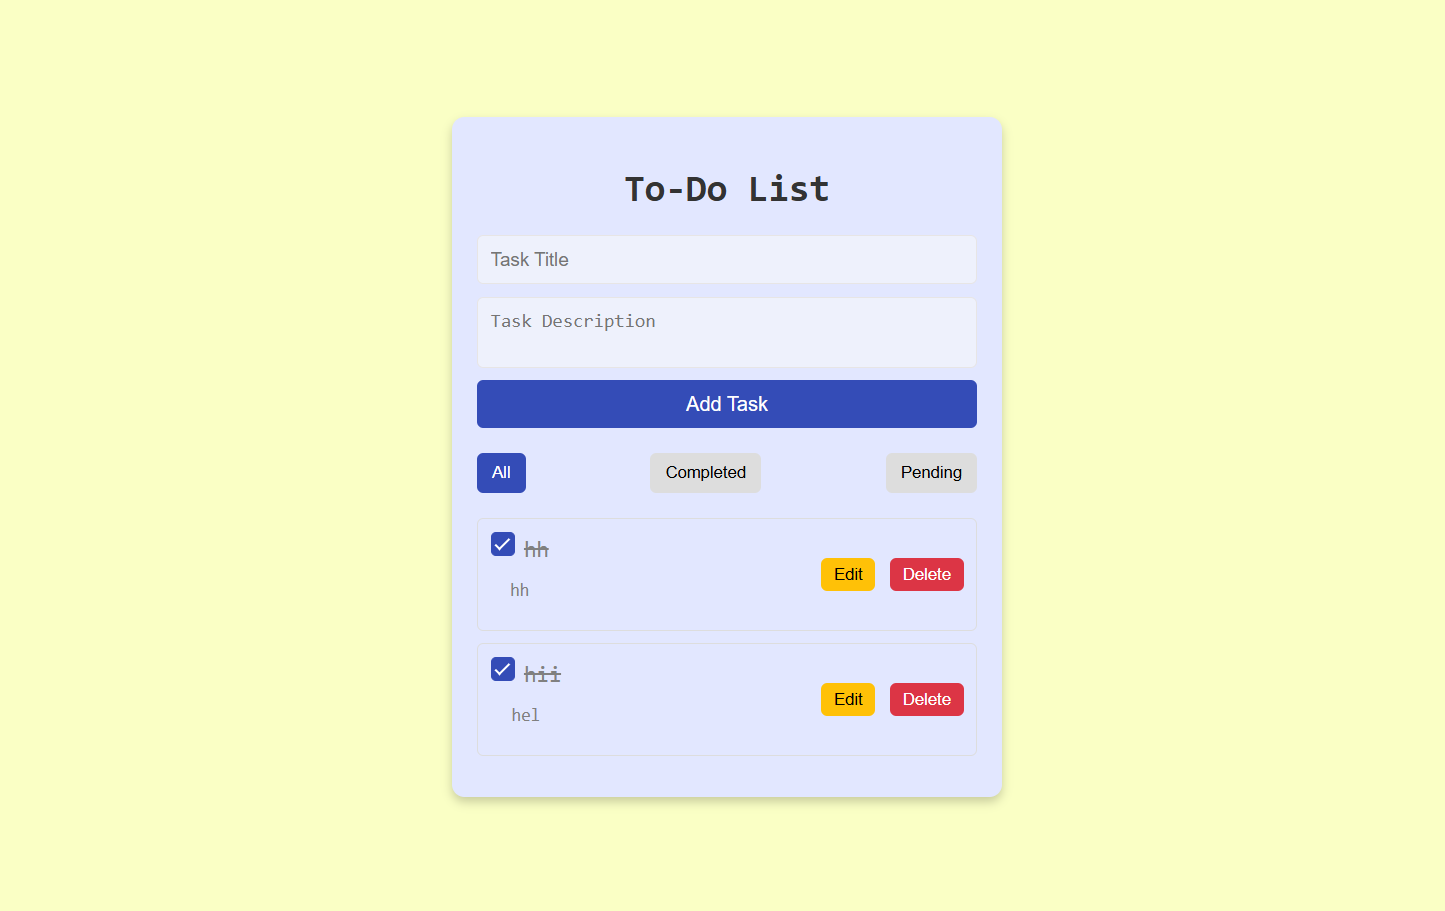 To-Do List
Task Title
Task Description
Add Task
All Completed Pending
hh
Edit Delete
hh
hii
Edit Delete
hel